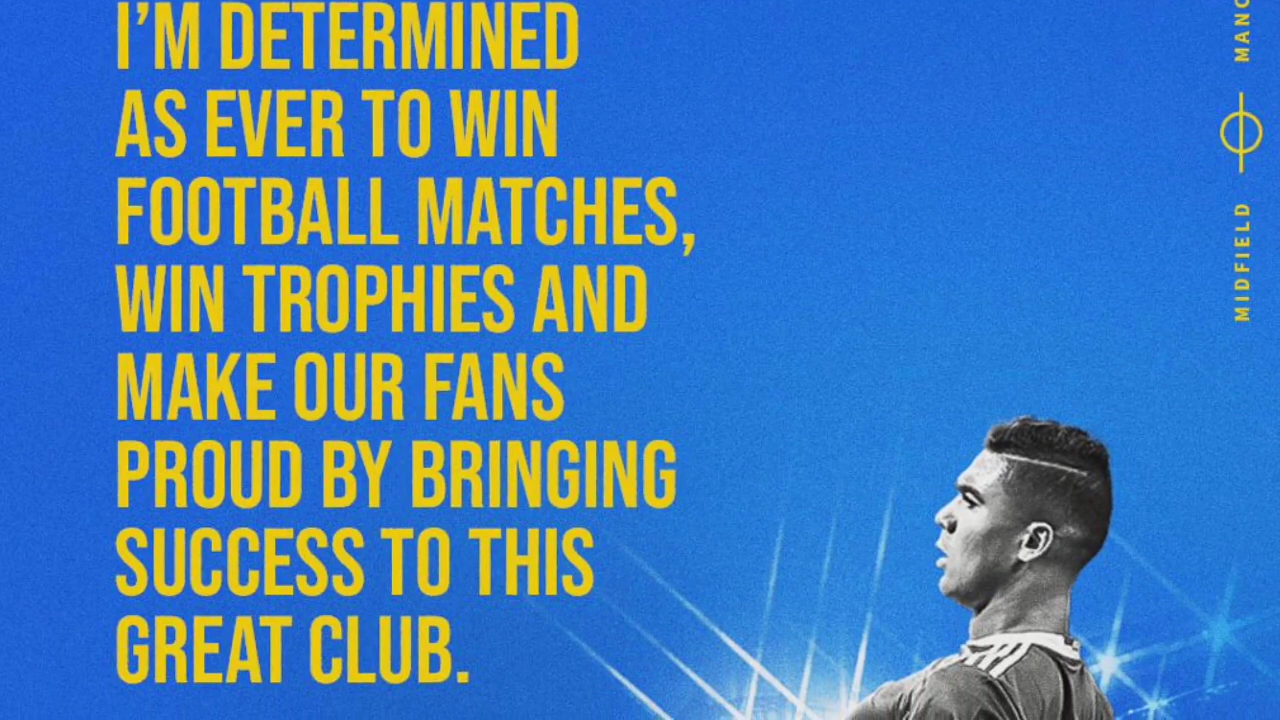 I'M DETERMINED
AS EVER TO WIN
FOOTBALL MATCHES,
WIN TROPHIES AND
MAKE OUR FANS
PROUD BY BRINGING
SUCCESS TO THIS
GREAT CLUB.
MIDFIELD